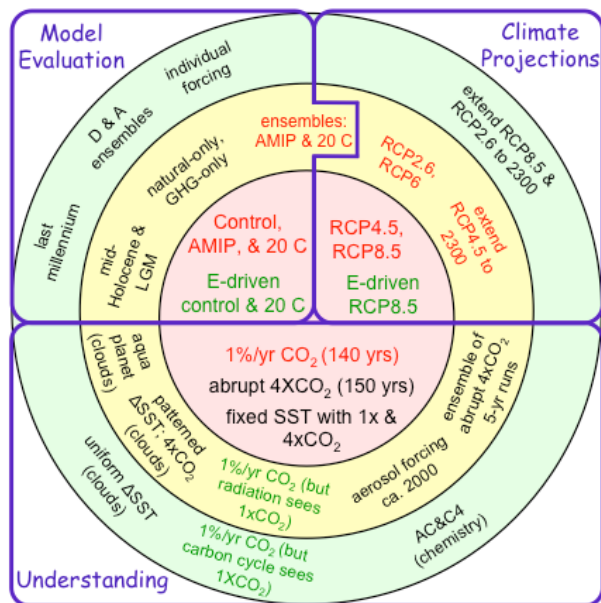 Model
Evaluation
Climate
Projections
individual
forcing
D & A
ensembles
last
millennium
extend RCP8.5 &
RCP2.6 to 2300
ensembles:
AMIP & 20 C
natural-only,
GHG-only
mid-
Holocene &
LGM
RCP2.6,
RCP6
extend
RCP4.5 to
2300
Control,
AMIP, & 20 C
E-driven
control & 20 C
RCP4.5,
RCP8.5
E-driven
RCP8.5
1%/yr CO₂ (140 yrs)
abrupt 4XCO₂ (150 yrs)
fixed SST with 1x &
4xCO₂
aqua
planet
(clouds)
patterned
ΔSST; 4xCO₂
(clouds)
1%/yr CO₂ (but
radiation sees
1xCO₂)
aerosol forcing
ca. 2000
ensemble of
abrupt 4xCO₂
5-yr runs
uniform ΔSST
(clouds)
1%/yr CO₂ (but
carbon cycle sees
1XCO₂)
AC&C4
(chemistry)
Understanding